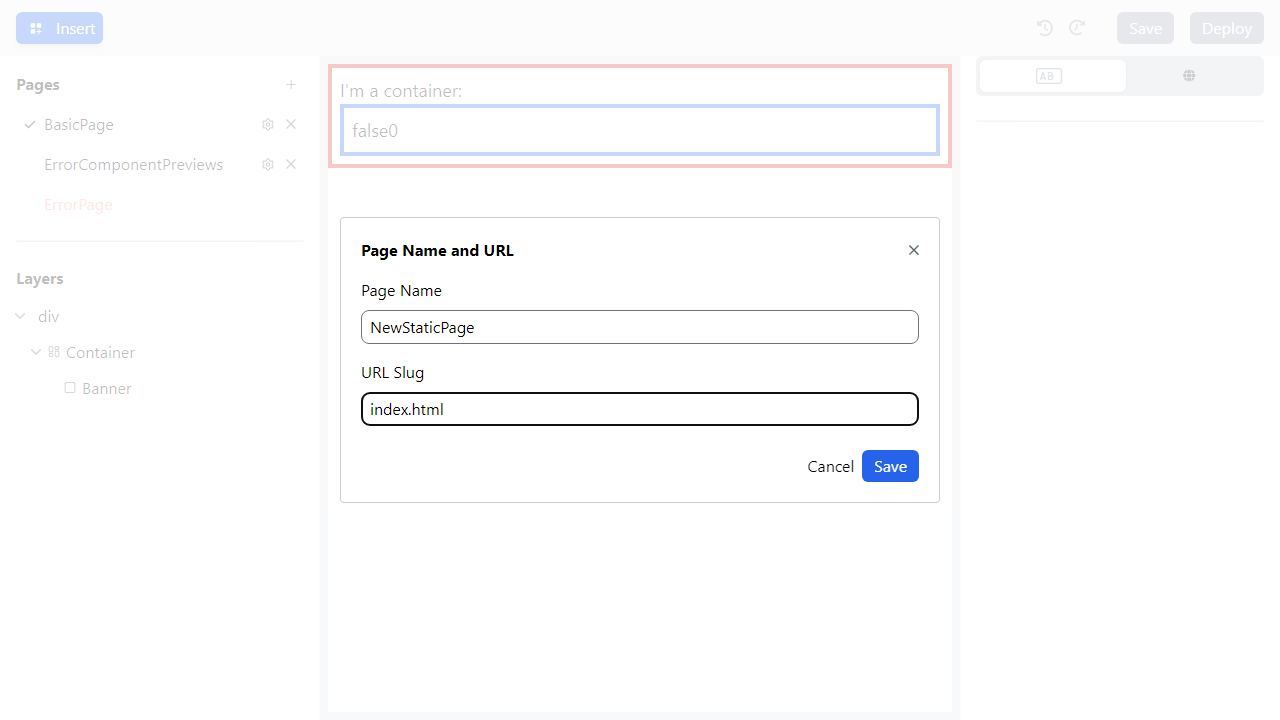 Insert
Save
Deploy
Pages
BasicPage
ErrorComponentPreviews
ErrorPage
Layers
div
Container
Banner
I'm a container:
false0
AB
Page Name and URL
Page Name
NewStaticPage
URL Slug
index.html
Cancel
Save